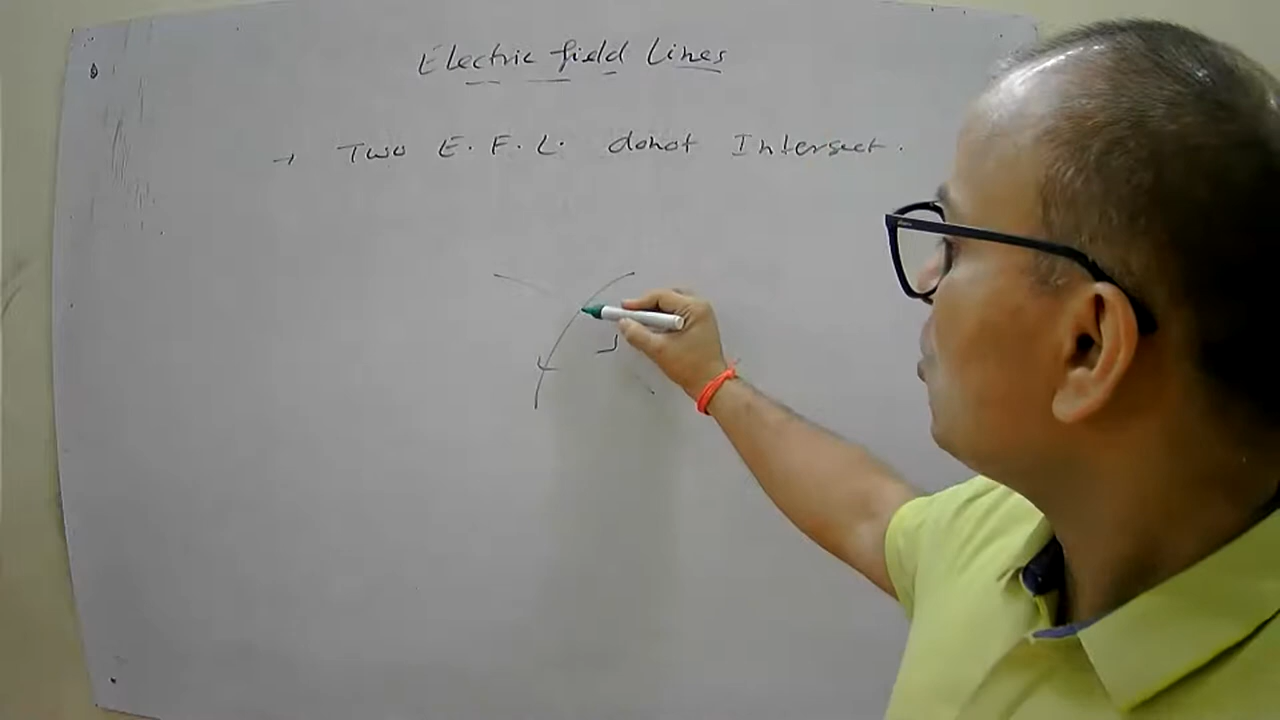 Electric field Lines
→ Two E.F.L. donot Intersect.